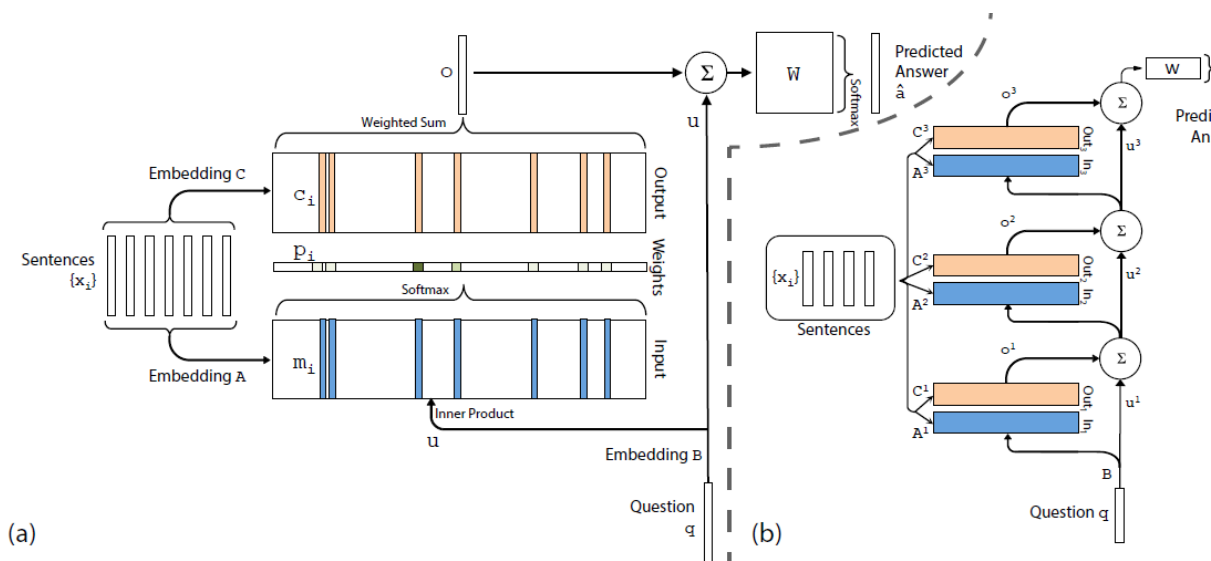 o
Σ
W
Softmax
Predicted
Answer
â
u
Weighted Sum
Embedding C
c_i
Output
Sentences
{x_i}
p_i
Weights
Softmax
m_i
Input
Embedding A
Inner Product
u
Embedding B
Question
q
(a)
W
Predi
An
Σ
o³
C³
Out₃
A³
In₃
u³
Σ
o²
{x_i}
Sentences
C²
Out₂
A²
In₂
u²
Σ
o¹
C¹
Out₁
A¹
In₁
u¹
B
Question q
(b)